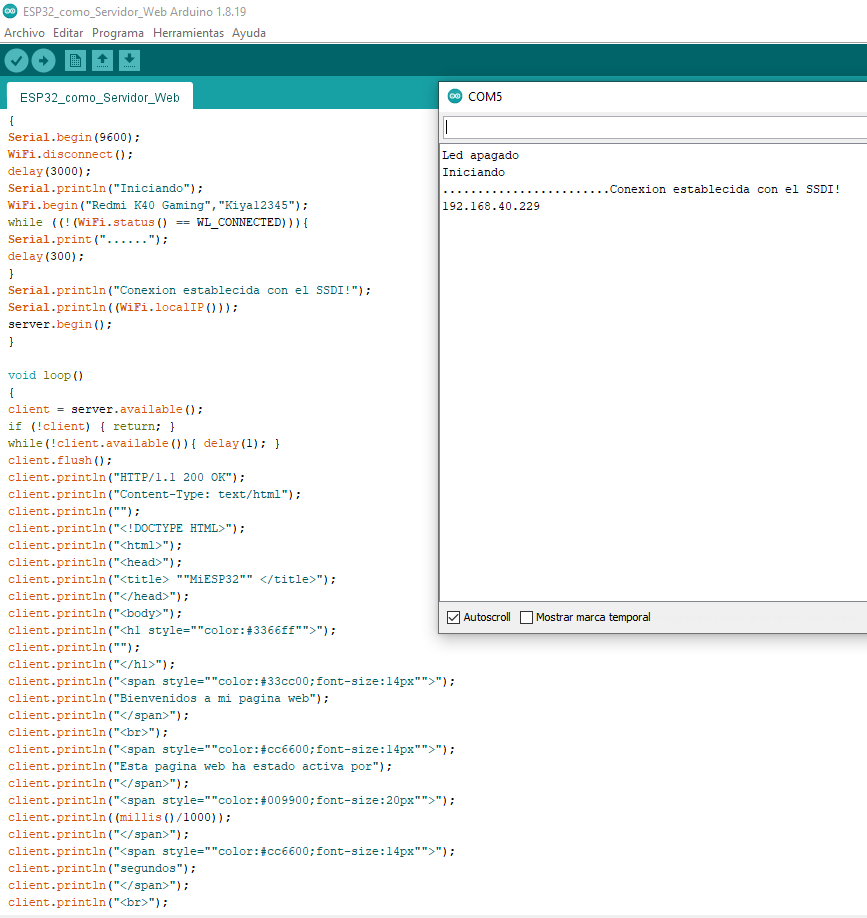 ESP32_como_Servidor_Web Arduino 1.8.19
Archivo Editar Programa Herramientas Ayuda
ESP32_como_Servidor_Web
{
Serial.begin(9600);
WiFi.disconnect();
delay(3000);
Serial.println("Iniciando");
WiFi.begin("Redmi K40 Gaming","Kiya12345");
while ((!(WiFi.status() == WL_CONNECTED))){
Serial.print("......");
delay(300);
}
Serial.println("Conexion establecida con el SSDI!");
Serial.println((WiFi.localIP()));
server.begin();
}
void loop()
{
client = server.available();
if (!client) { return; }
while(!client.available()){ delay(1); }
client.flush();
client.println("HTTP/1.1 200 OK");
client.println("Content-Type: text/html");
client.println("");
client.println("<!DOCTYPE HTML>");
client.println("<html>");
client.println("<head>");
client.println("<title> ""MiESP32"" </title>");
client.println("</head>");
client.println("<body>");
client.println("<h1 style=""color:#3366ff"">");
client.println("");
client.println("</h1>");
client.println("<span style=""color:#33cc00;font-size:14px"">");
client.println("Bienvenidos a mi pagina web");
client.println("</span>");
client.println("<br>");
client.println("<span style=""color:#cc6600;font-size:14px"">");
client.println("Esta pagina web ha estado activa por");
client.println("</span>");
client.println("<span style=""color:#009900;font-size:20px"">");
client.println((millis()/1000));
client.println("</span>");
client.println("<span style=""color:#cc6600;font-size:14px"">");
client.println("segundos");
client.println("</span>");
client.println("<br>");
COM5
Led apagado
Iniciando
........................Conexion establecida con el SSDI!
192.168.40.229
Autoscroll Mostrar marca temporal